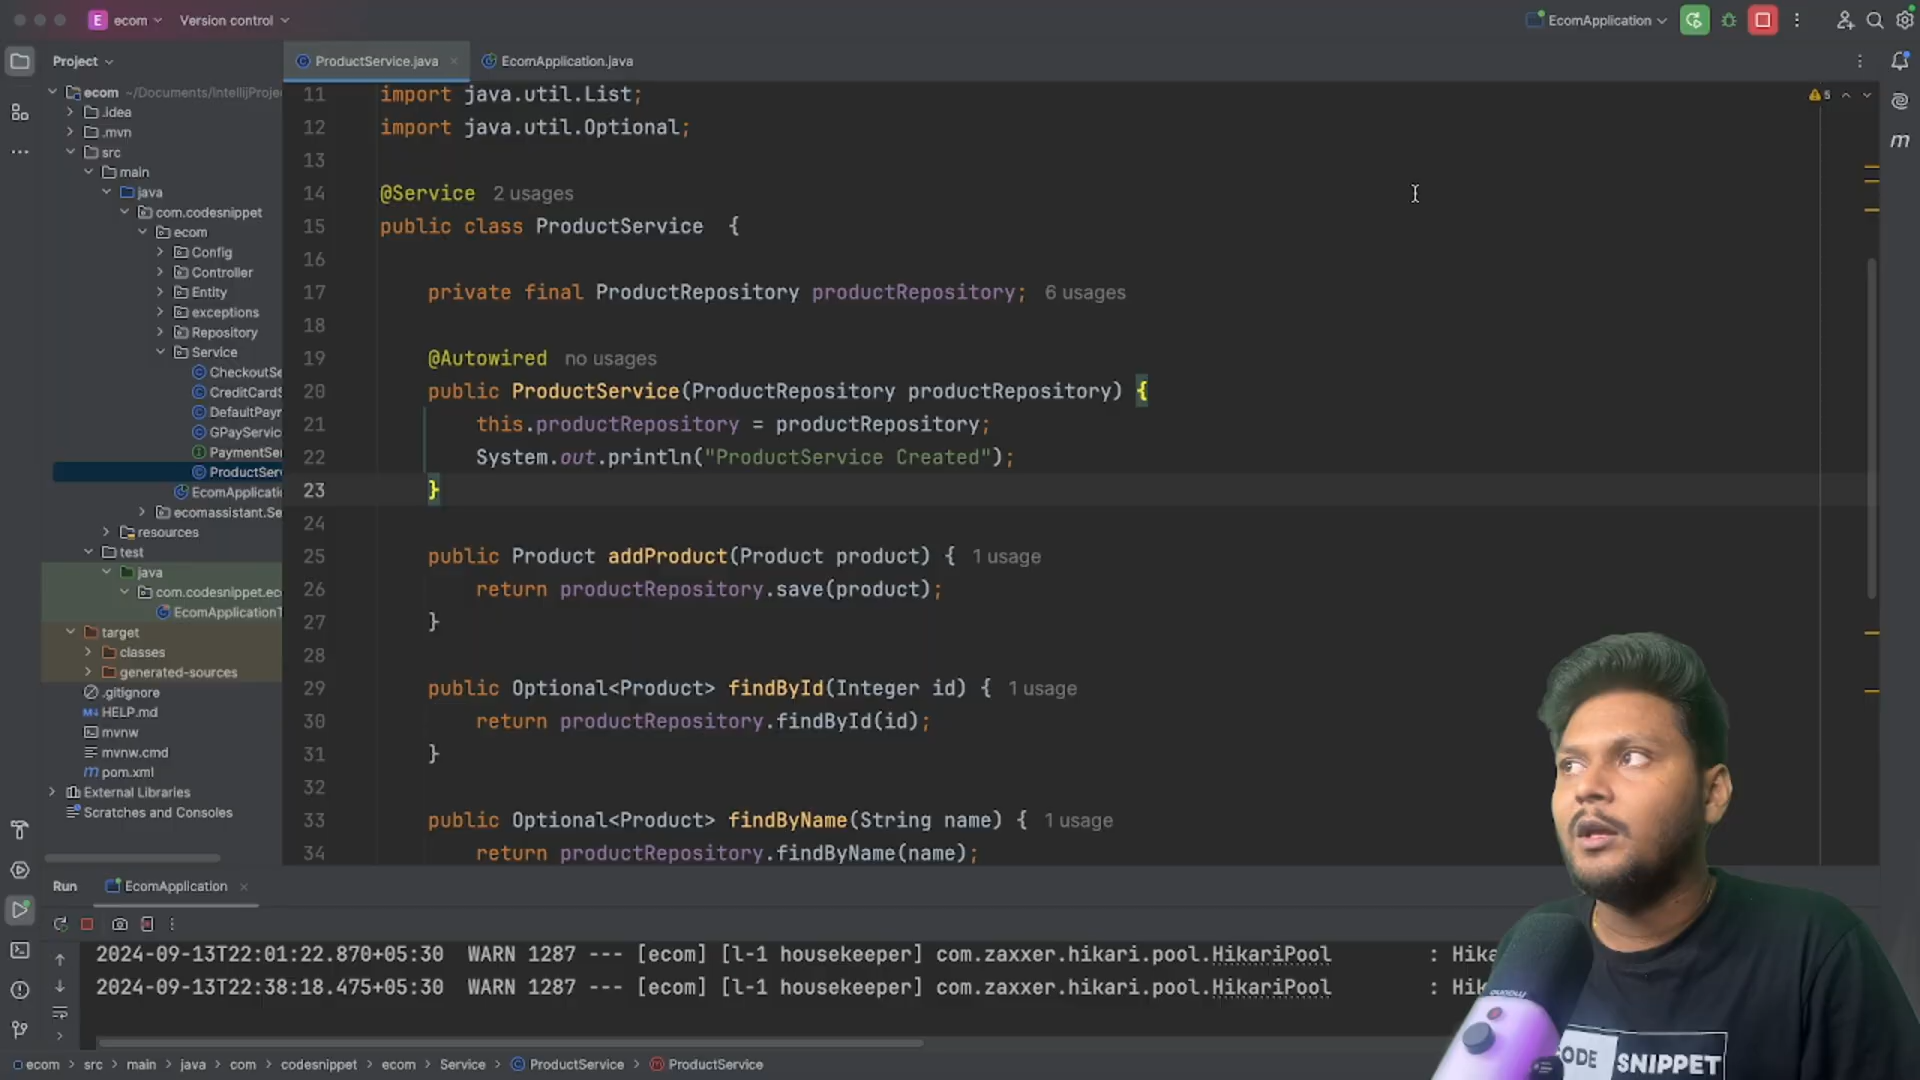 E ecom Version control EcomApplication
Project
ProductService.java
EcomApplication.java
ecom ~/Documents/IntellijProje
.idea
.mvn
src
main
java
com.codesnippet
ecom
Config
Controller
Entity
exceptions
Repository
Service
CheckoutSe
CreditCardS
DefaultPayr
GPayServic
PaymentSe
ProductServ
EcomApplicati
ecomassistant.Se
resources
test
java
com.codesnippet.ec
EcomApplicationT
target
classes
generated-sources
.gitignore
M↓ HELP.md
mvnw
mvnw.cmd
m pom.xml
External Libraries
Scratches and Consoles
5
m
11 import java.util.List;
12 import java.util.Optional;
13
14 @Service 2 usages
15 public class ProductService {
16
17 private final ProductRepository productRepository; 6 usages
18
19 @Autowired no usages
20 public ProductService(ProductRepository productRepository) {
21 this.productRepository = productRepository;
22 System.out.println("ProductService Created");
23 }
24
25 public Product addProduct(Product product) { 1 usage
26 return productRepository.save(product);
27 }
28
29 public Optional<Product> findById(Integer id) { 1 usage
30 return productRepository.findById(id);
31 }
32
33 public Optional<Product> findByName(String name) { 1 usage
34 return productRepository.findByName(name);
Run EcomApplication
2024-09-13T22:01:22.870+05:30 WARN 1287 --- [ecom] [l-1 housekeeper] com.zaxxer.hikari.pool.HikariPool : Hika
2024-09-13T22:38:18.475+05:30 WARN 1287 --- [ecom] [l-1 housekeeper] com.zaxxer.hikari.pool.HikariPool : Hik
ecom > src > main > java > com > codesnippet > ecom > Service > ProductService > ProductService
ODE SNIPPET